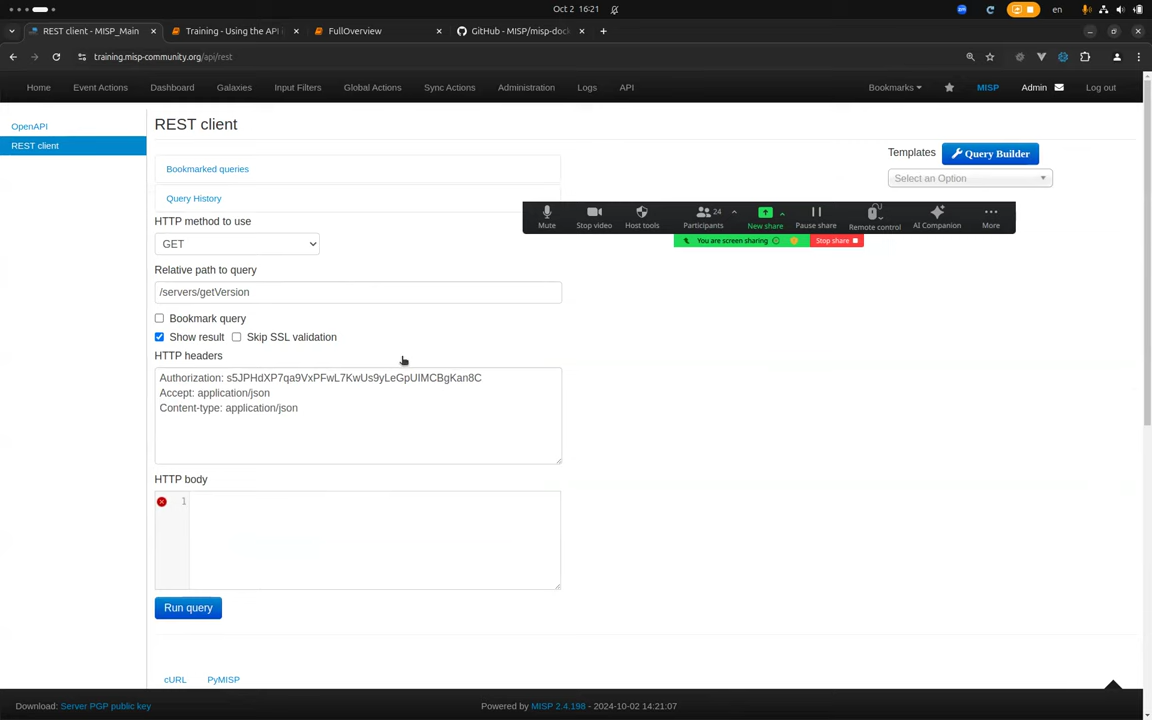 Oct 2 16:21
en
REST client - MISP_Main
Training - Using the API i
FullOverview
GitHub - MISP/misp-dock
training.misp-community.org/api/rest
Home
Event Actions
Dashboard
Galaxies
Input Filters
Global Actions
Sync Actions
Administration
Logs
API
Bookmarks
MISP
Admin
Log out
OpenAPI
REST client
REST client
Templates
Query Builder
Select an Option
Bookmarked queries
Query History
Mute
Stop video
Host tools
24
Participants
New share
Pause share
Remote control
AI Companion
More
You are screen sharing
Stop share
HTTP method to use
GET
Relative path to query
/servers/getVersion
Bookmark query
Show result
Skip SSL validation
HTTP headers
Authorization: s5JPHdXP7qa9VxPFwL7KwUs9yLeGpUIMCBgKan8C
Accept: application/json
Content-type: application/json
HTTP body
1
Run query
cURL
PyMISP
Download: Server PGP public key
Powered by MISP 2.4.198 - 2024-10-02 14:21:07